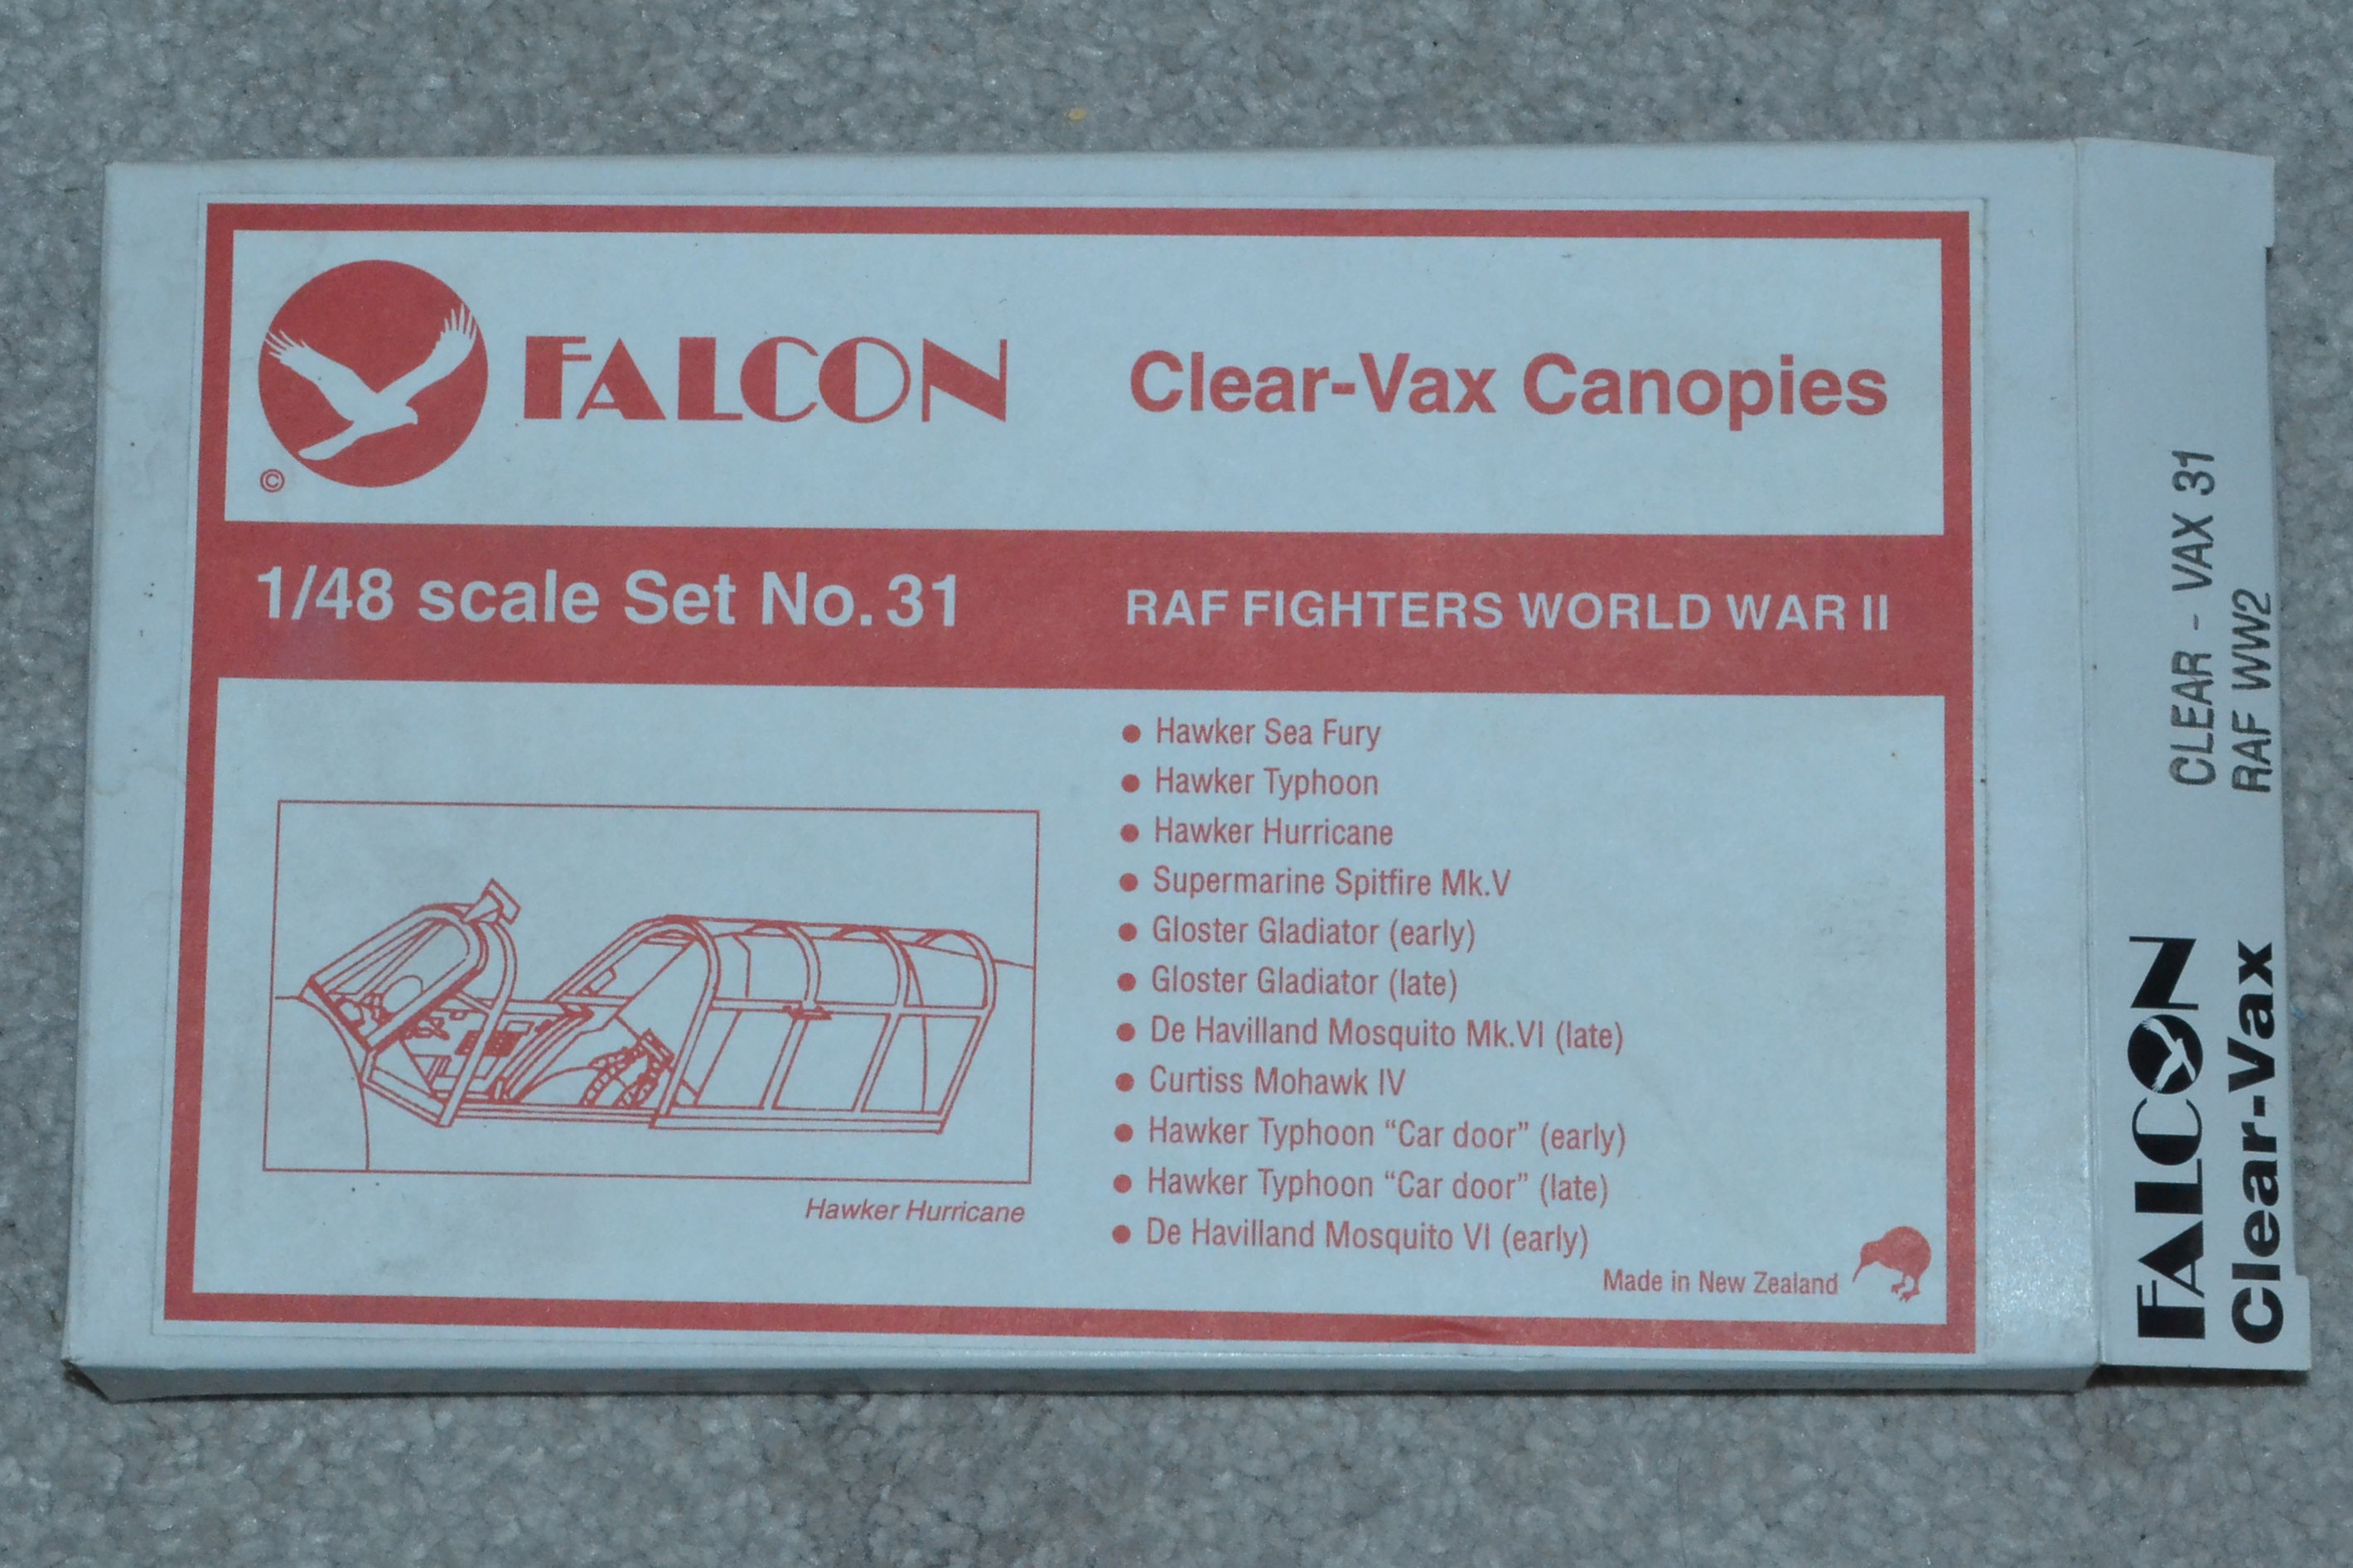 FALCON
Clear-Vax Canopies
©
1/48 scale Set No. 31
RAF FIGHTERS WORLD WAR II
• Hawker Sea Fury
• Hawker Typhoon
• Hawker Hurricane
• Supermarine Spitfire Mk.V
• Gloster Gladiator (early)
• Gloster Gladiator (late)
• De Havilland Mosquito Mk.VI (late)
• Curtiss Mohawk IV
• Hawker Typhoon “Car door” (early)
• Hawker Typhoon “Car door” (late)
• De Havilland Mosquito VI (early)
Hawker Hurricane
Made in New Zealand
FALCON
Clear-Vax
CLEAR - VAX 31
RAF WW2